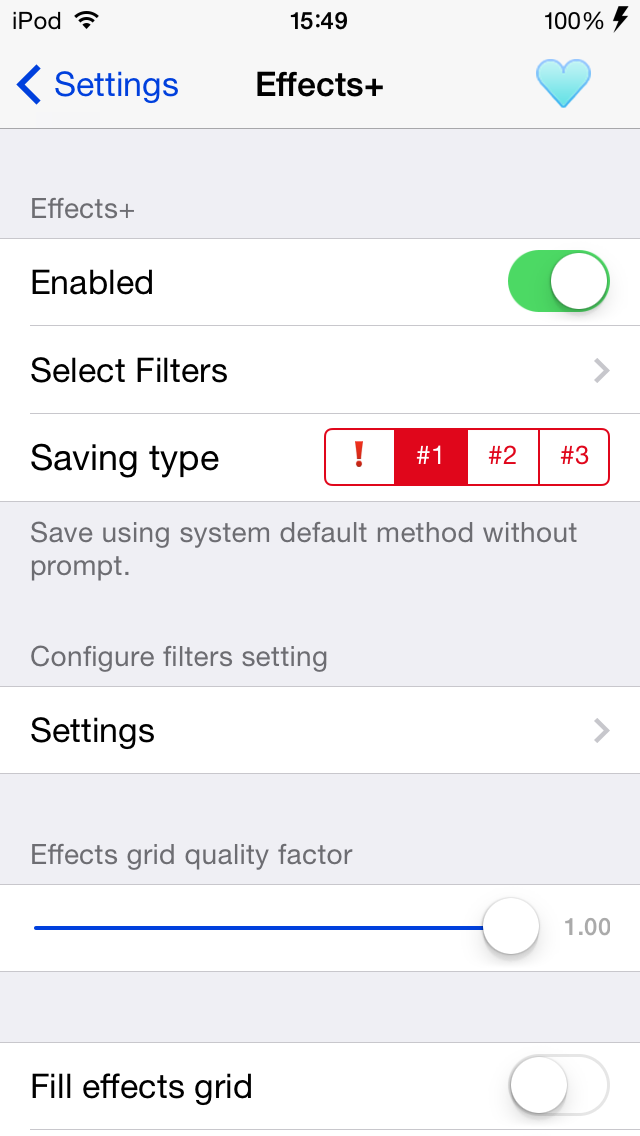 iPod 15:49 100%
Settings Effects+
Effects+
Enabled
Select Filters
Saving type ! #1 #2 #3
Save using system default method without
prompt.
Configure filters setting
Settings
Effects grid quality factor
1.00
Fill effects grid